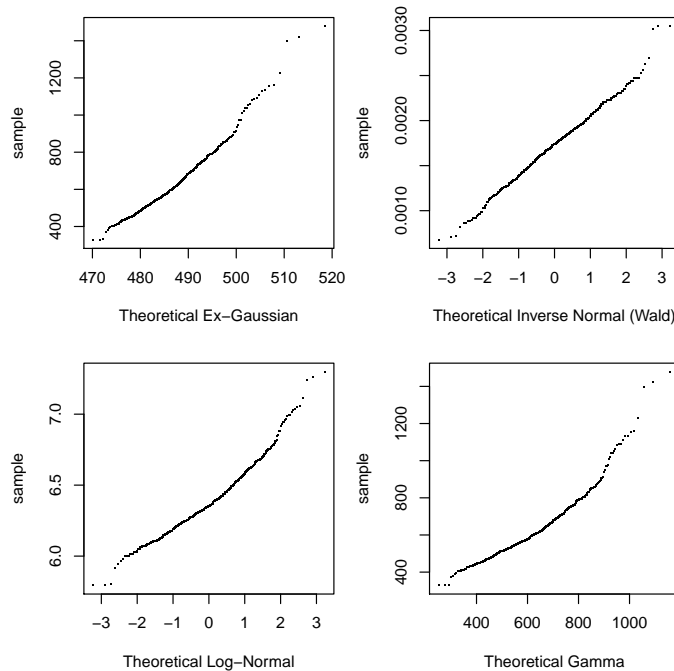 400 800 1200
sample
470 480 490 500 510 520
Theoretical Ex−Gaussian
0.0010 0.0020 0.0030
sample
−3 −2 −1 0 1 2 3
Theoretical Inverse Normal (Wald)
6.0 6.5 7.0
sample
−3 −2 −1 0 1 2 3
Theoretical Log−Normal
400 800 1200
sample
400 600 800 1000
Theoretical Gamma